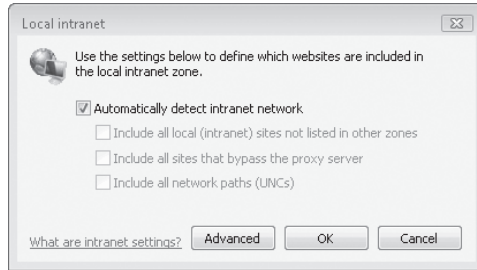 Local intranet
Use the settings below to define which websites are included in
the local intranet zone.
Automatically detect intranet network
Include all local (intranet) sites not listed in other zones
Include all sites that bypass the proxy server
Include all network paths (UNCs)
What are intranet settings?
Advanced
OK
Cancel